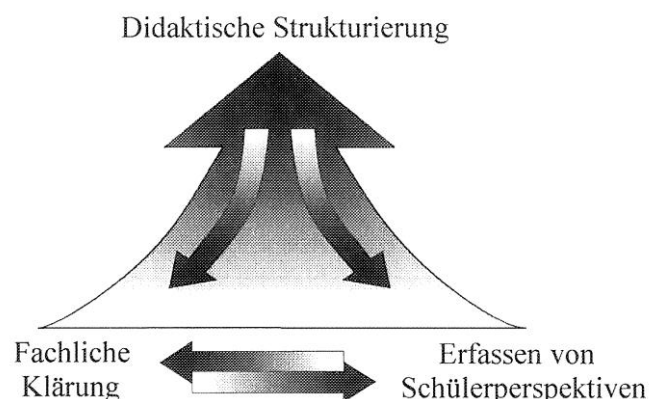 Didaktische Strukturierung
Fachliche
Klärung
Erfassen von
Schülerperspektiven